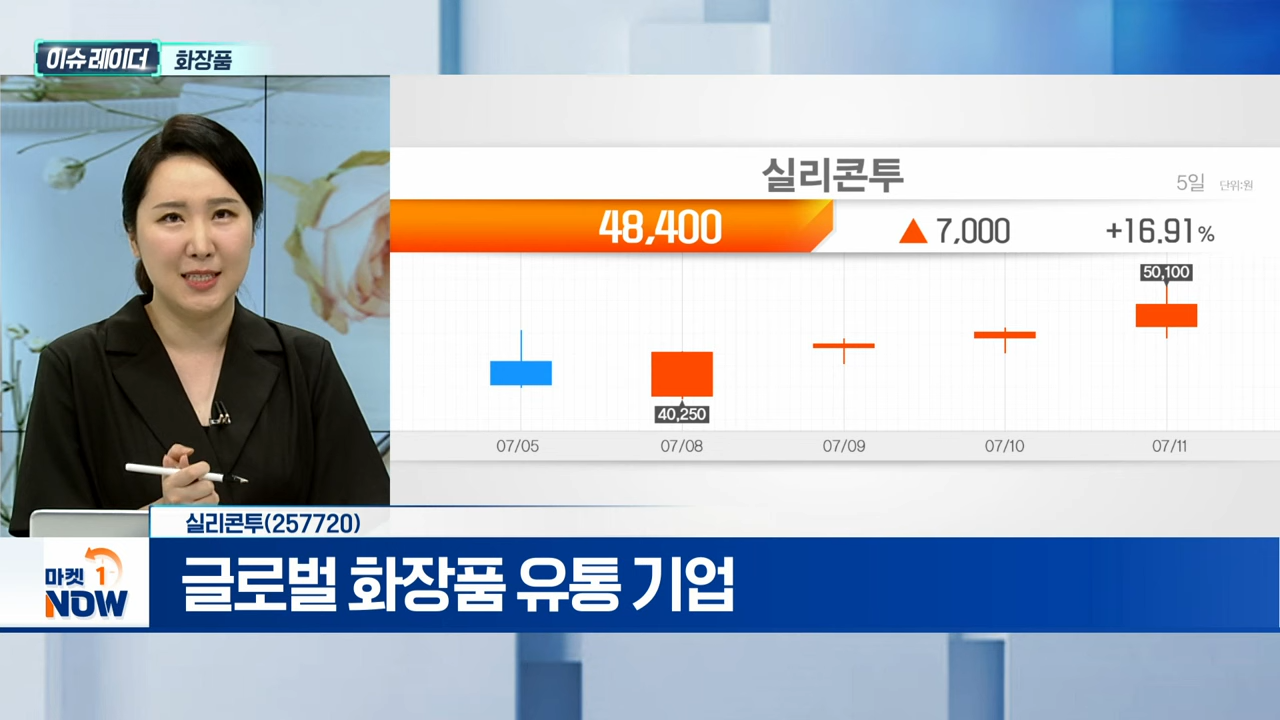 이슈레이더 화장품
실리콘투
5일 단위:원
48,400 ▲ 7,000 +16.91%
50,100
40,250
07/05 07/08 07/09 07/10 07/11
실리콘투(257720)
마켓 1
NOW
글로벌 화장품 유통 기업